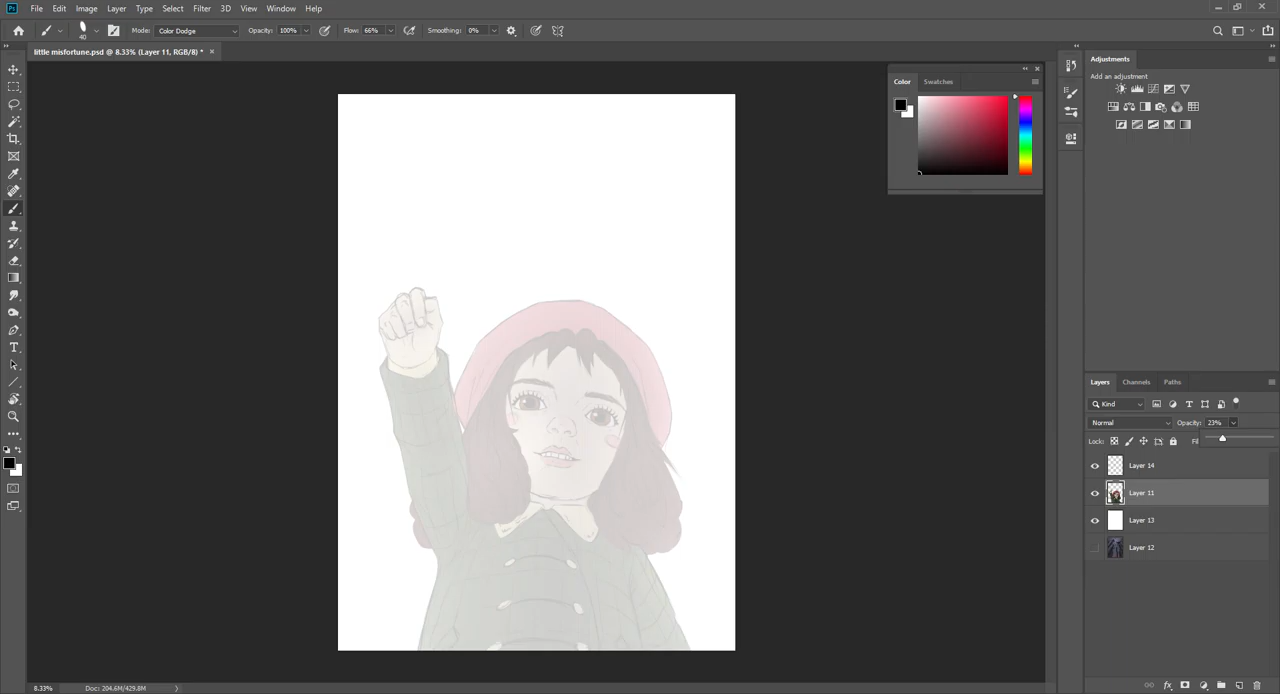 Ps File Edit Image Layer Type Select Filter 3D View Window Help
40 Mode: Color Dodge Opacity: 100% Flow: 66% Smoothing: 0%
little misfortune.psd @ 8.33% (Layer 11, RGB/8) * ×
Color Swatches
Adjustments
Add an adjustment
Layers Channels Paths
Kind
Normal Opacity: 23%
Lock: Fi
Layer 14
Layer 11
Layer 13
Layer 12
8.33% Doc: 204.6M/429.8M